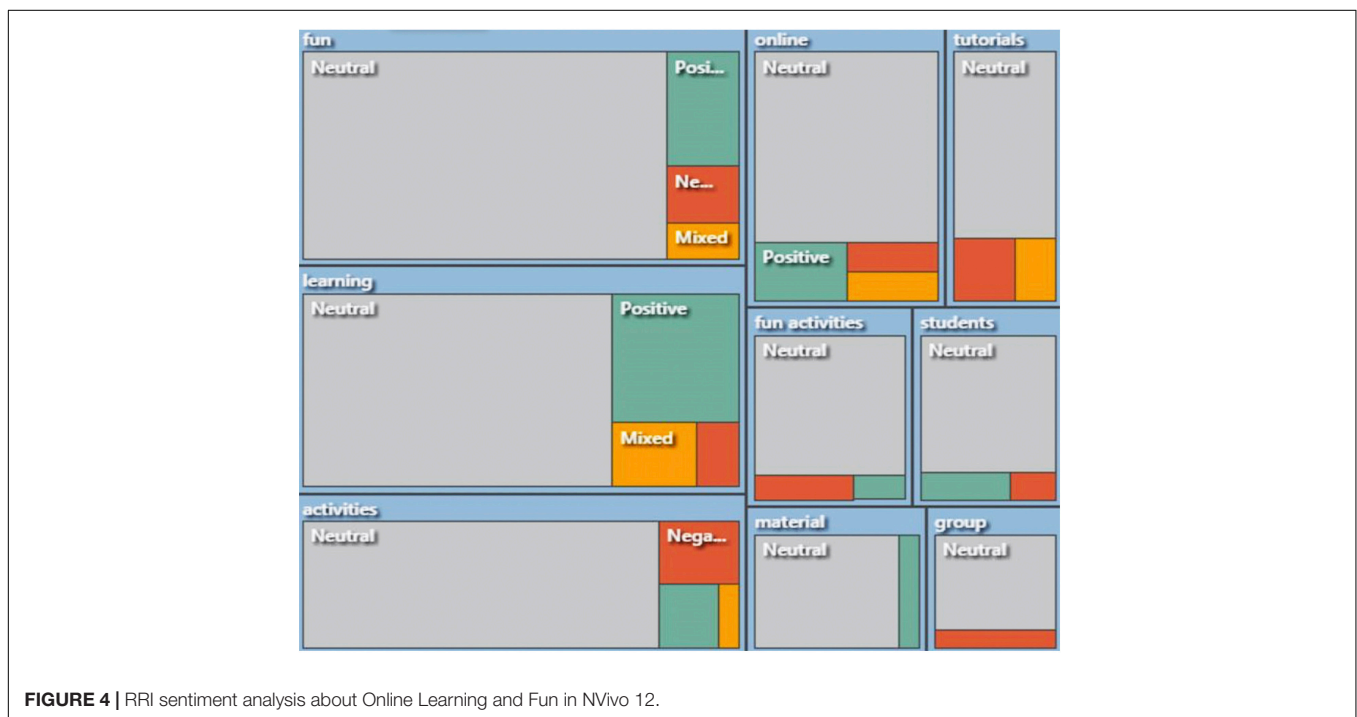 fun
Neutral
Posi...
Ne...
Mixed
learning
Neutral
Positive
Mixed
activities
Neutral
Nega...
online
Neutral
Positive
tutorials
Neutral
fun activities
Neutral
students
Neutral
material
Neutral
group
Neutral
FIGURE 4 | RRI sentiment analysis about Online Learning and Fun in NVivo 12.